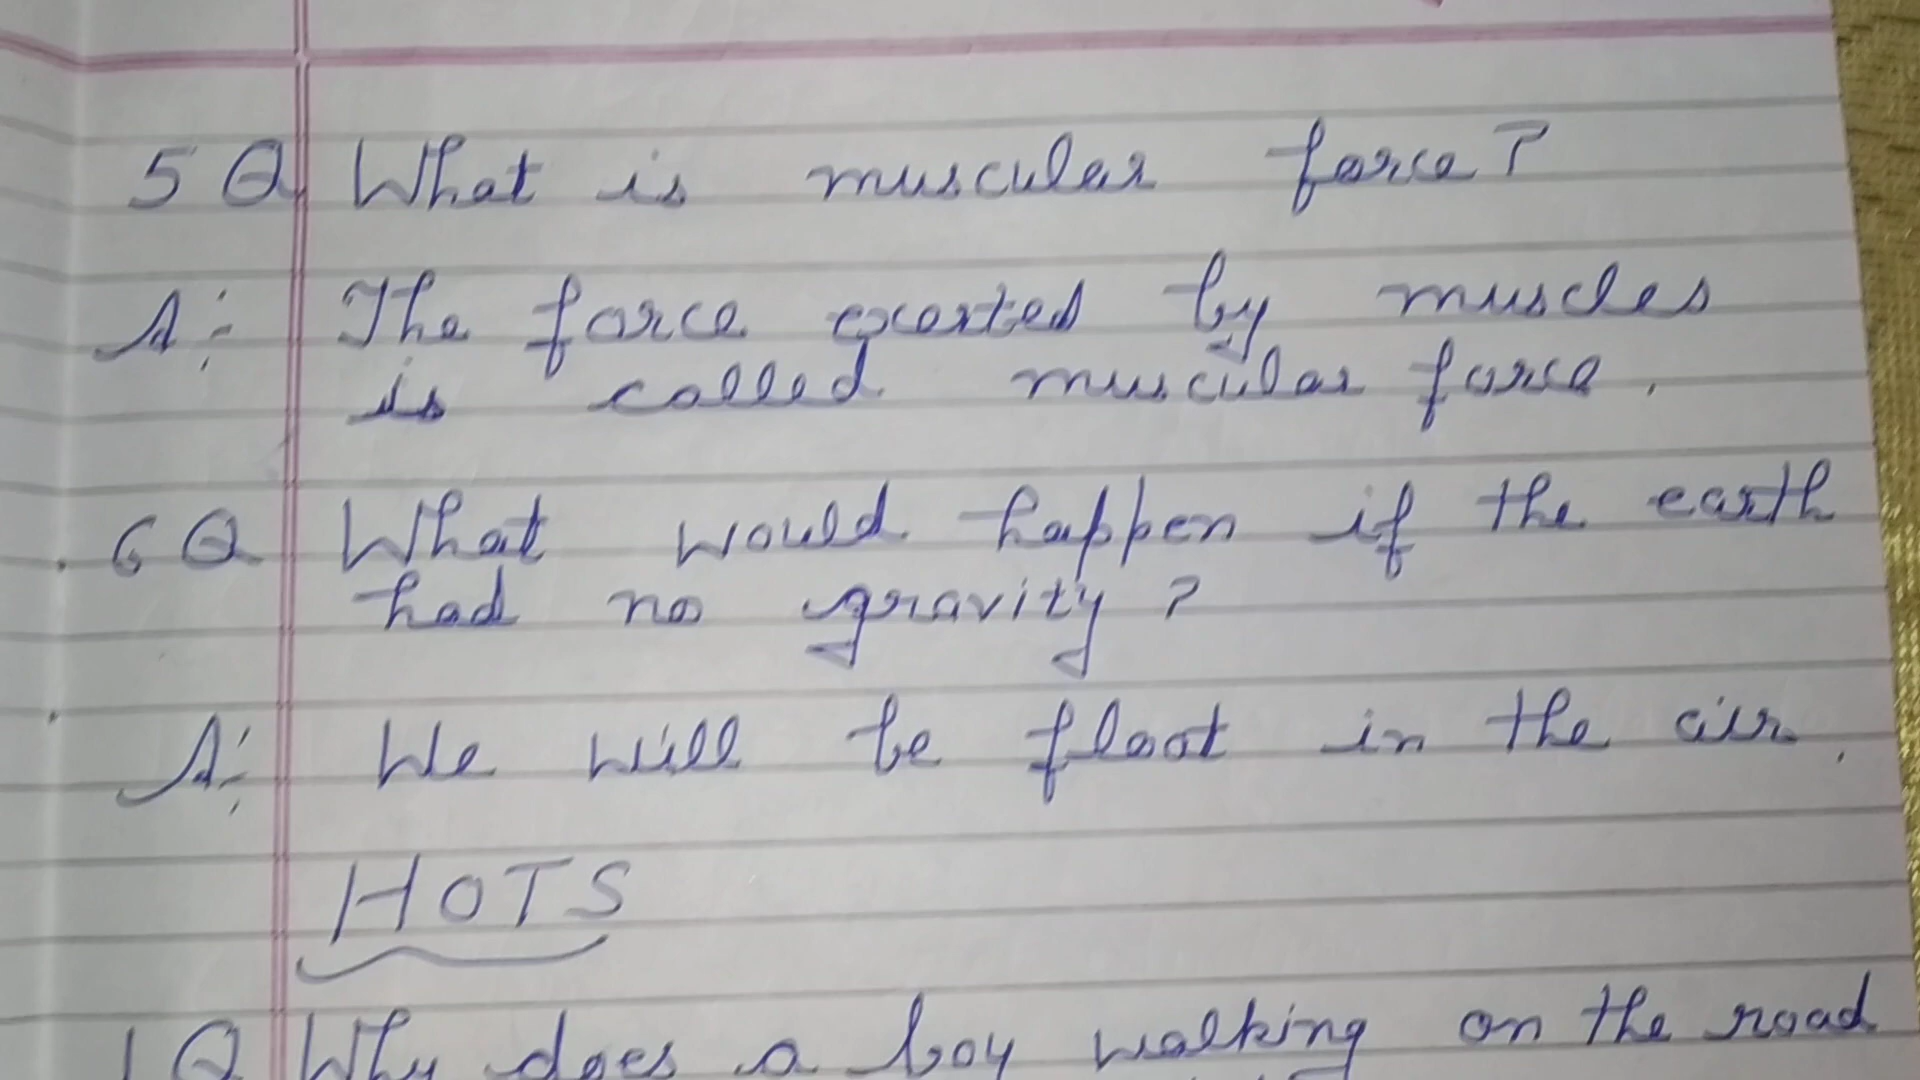 5 Q What is muscular force?
A:- The force exerted by muscles
is called muscular force.
6 Q What would happen if the earth
had no gravity?
A:- We will be float in the air.
HOTS
1 Q Why does a boy walking on the road